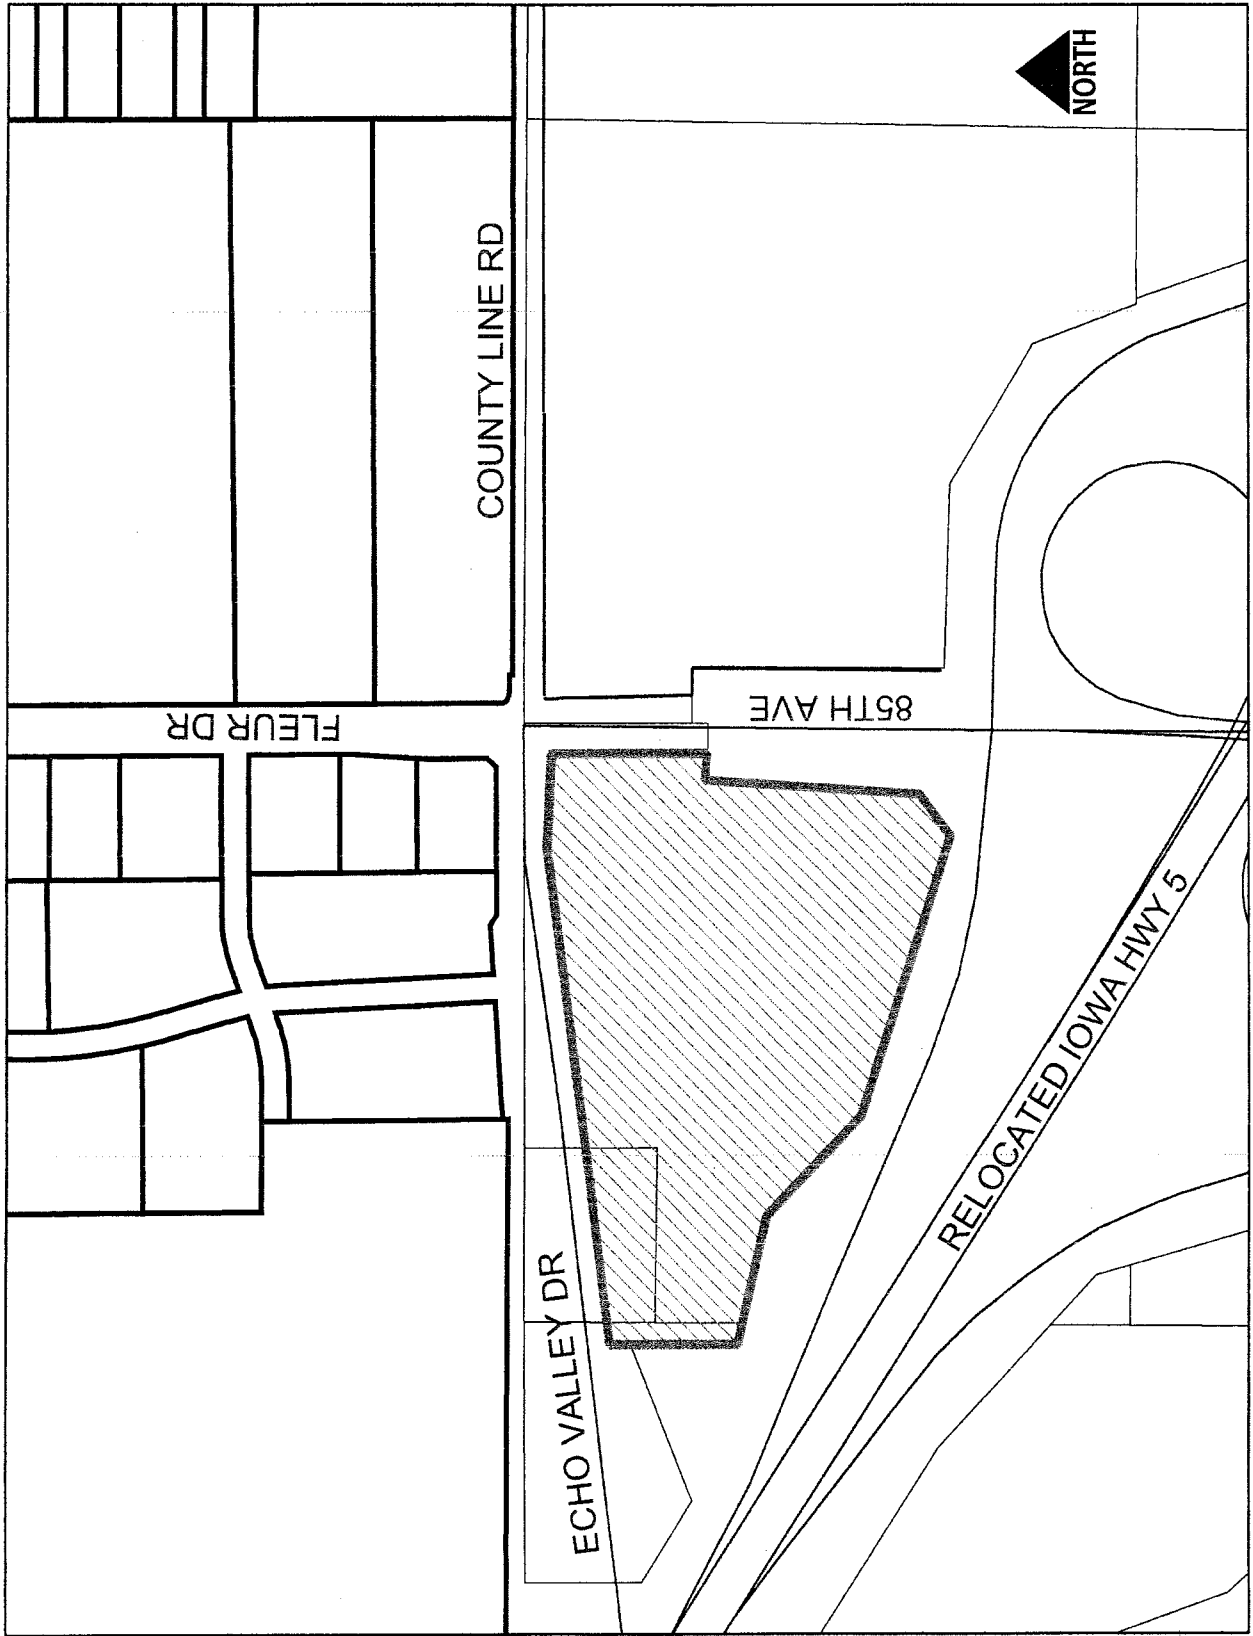 NORTH
COUNTY LINE RD
FLEUR DR
85TH AVE
ECHO VALLEY DR
RELOCATED IOWA HWY 5